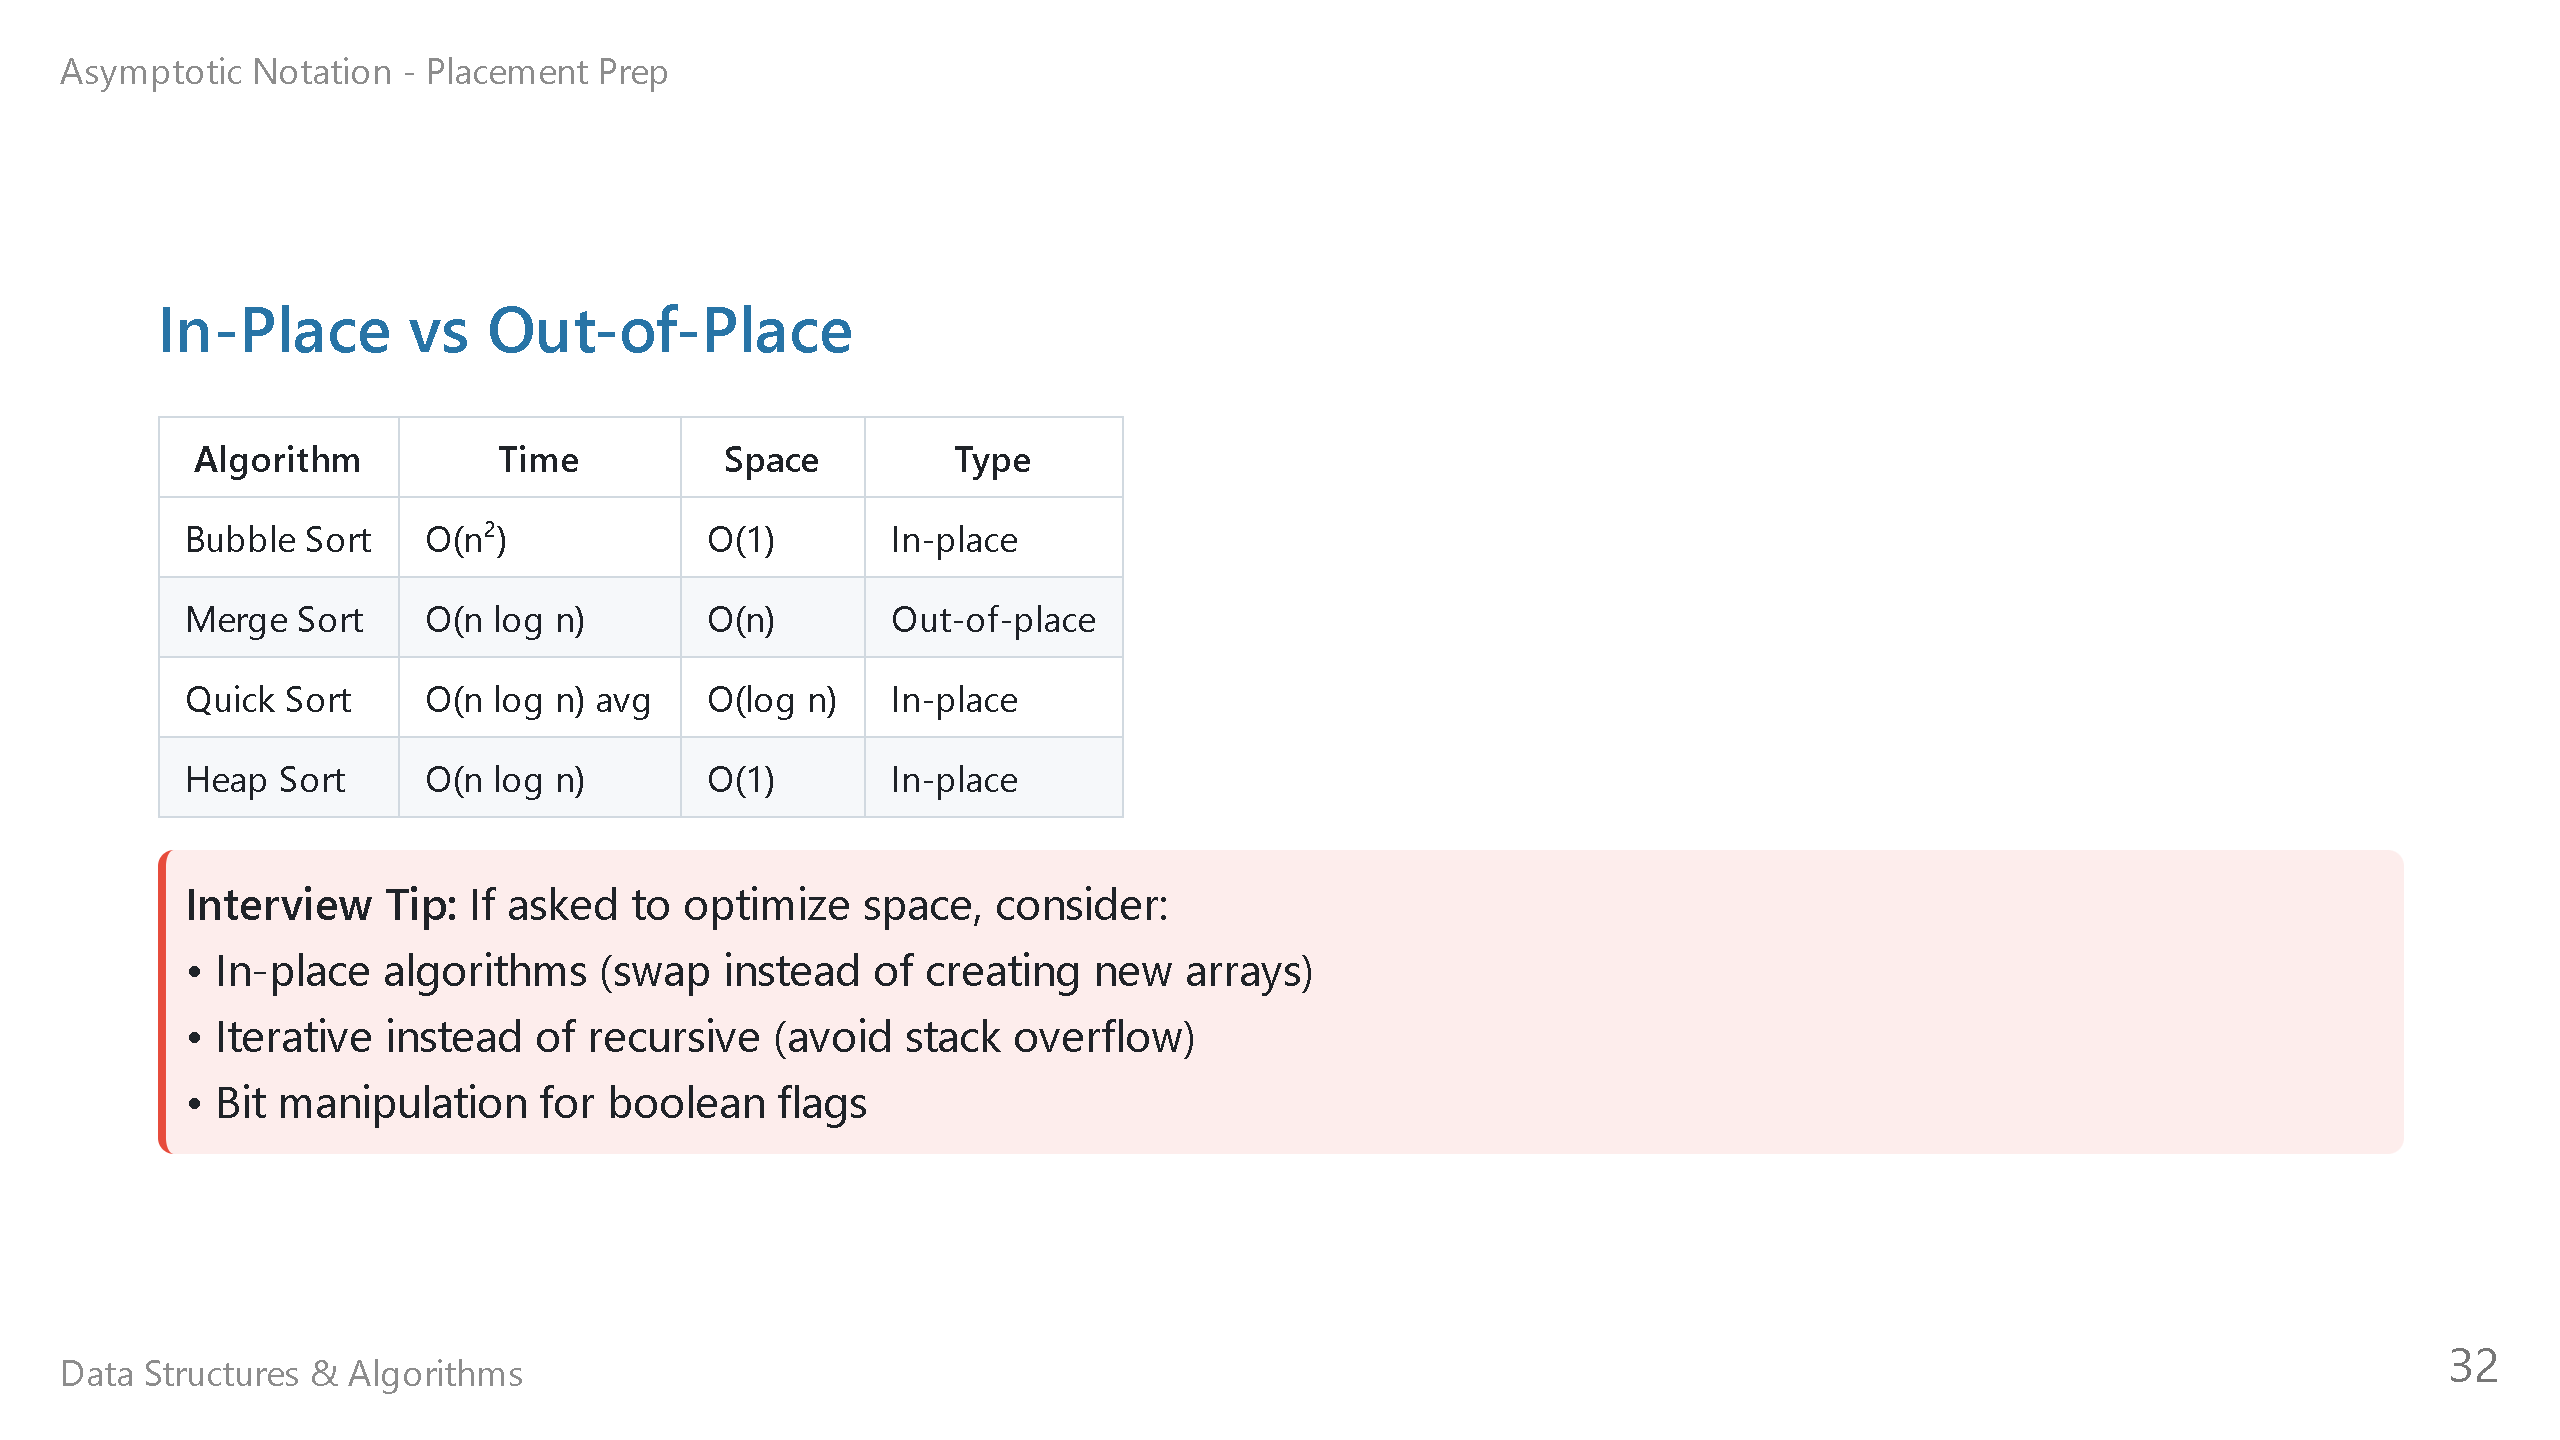 Asymptotic Notation - Placement Prep
In-Place vs Out-of-Place
Algorithm Time Space Type
Bubble Sort O(n²) O(1) In-place
Merge Sort O(n log n) O(n) Out-of-place
Quick Sort O(n log n) avg O(log n) In-place
Heap Sort O(n log n) O(1) In-place
Interview Tip: If asked to optimize space, consider:
• In-place algorithms (swap instead of creating new arrays)
• Iterative instead of recursive (avoid stack overflow)
• Bit manipulation for boolean flags
Data Structures & Algorithms
32